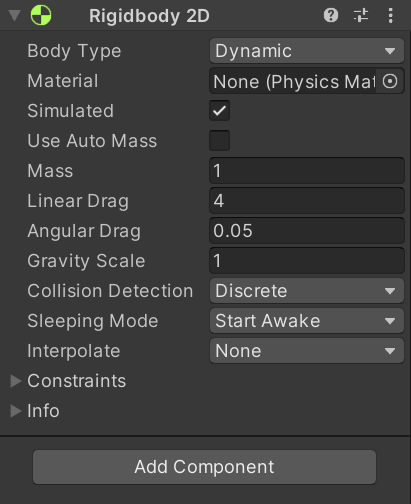 Rigidbody 2D
Body Type Dynamic
Material None (Physics Mat
Simulated
Use Auto Mass
Mass 1
Linear Drag 4
Angular Drag 0.05
Gravity Scale 1
Collision Detection Discrete
Sleeping Mode Start Awake
Interpolate None
Constraints
Info
Add Component